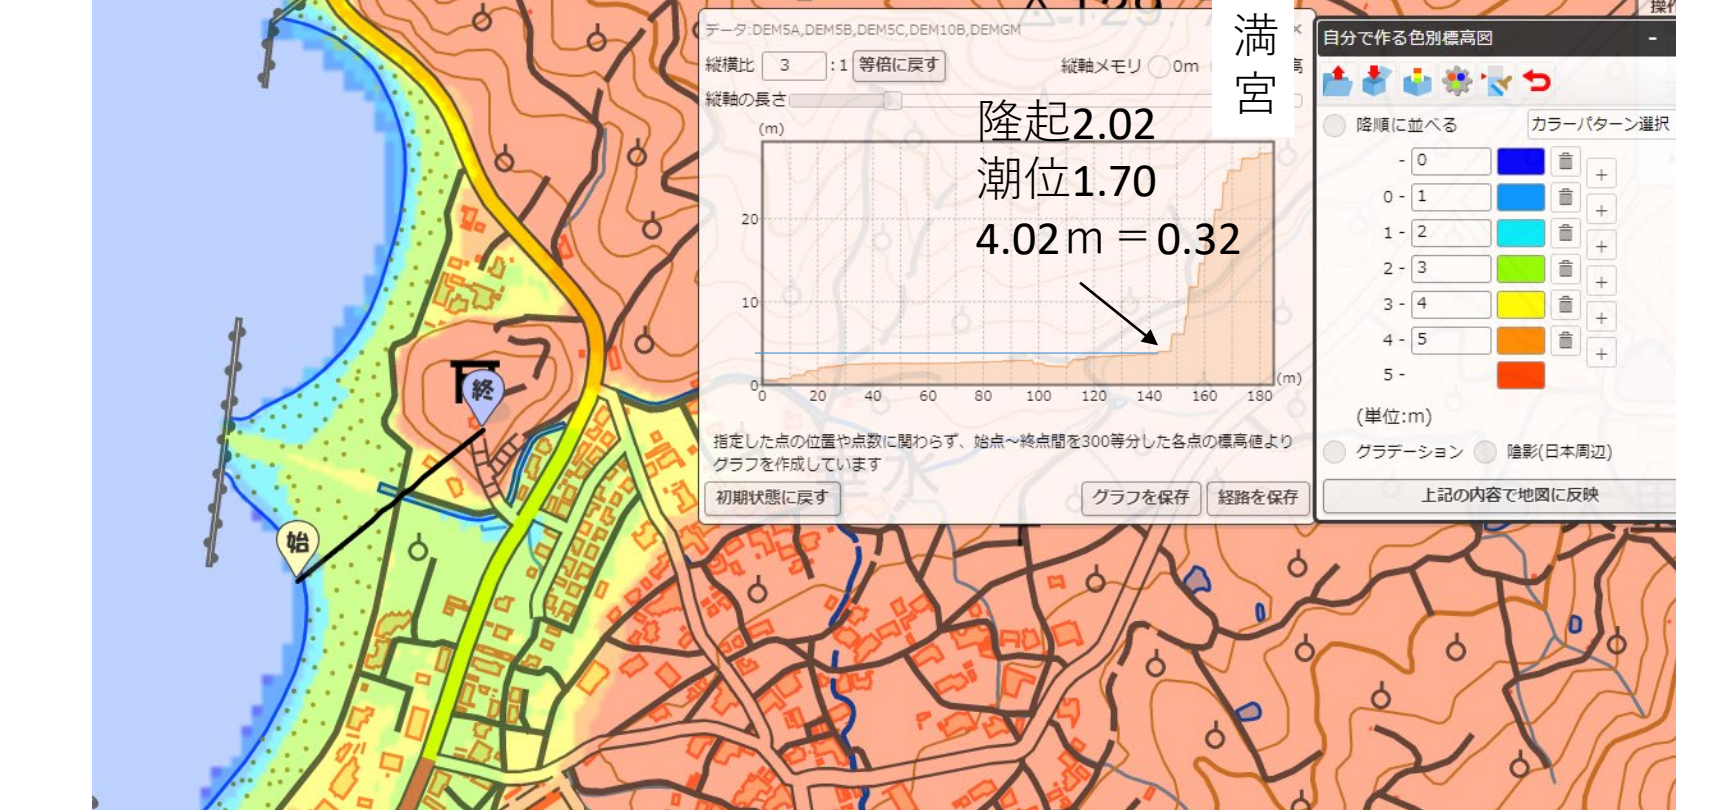 データ:DEM5A,DEM5B,DEM5C,DEM10B,DEMGM
縦横比 3 :1 等倍に戻す 縦軸メモリ 0m 高
縦軸の長さ
満
宮
隆起2.02
潮位1.70
4.02m=0.32
(m)
20
10
0
0 20 40 60 80 100 120 140 160 180 (m)
指定した点の位置や点数に関わらず、始点~終点間を300等分した各点の標高値より
グラフを作成しています
初期状態に戻す グラフを保存 経路を保存
自分で作る色別標高図 -
降順に並べる カラーパターン選択
- 0
0 - 1
1 - 2
2 - 3
3 - 4
4 - 5
5 -
(単位:m)
グラデーション 陰影(日本周辺)
上記の内容で地図に反映
終
始